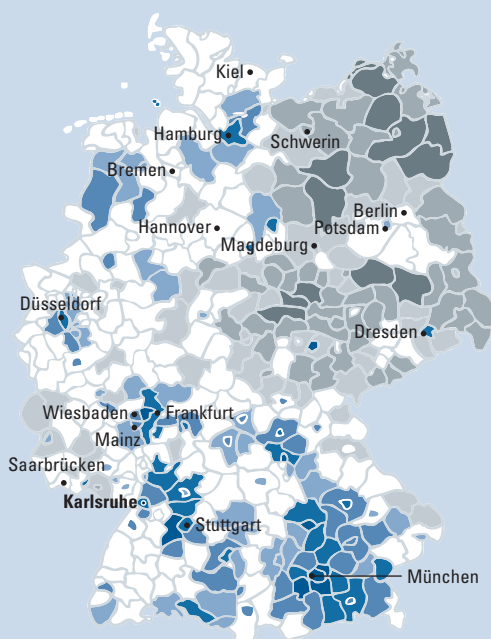 Kiel
Hamburg
Schwerin
Bremen
Berlin
Hannover
Potsdam
Magdeburg
Düsseldorf
Dresden
Wiesbaden
Frankfurt
Mainz
Saarbrücken
Karlsruhe
Stuttgart
München